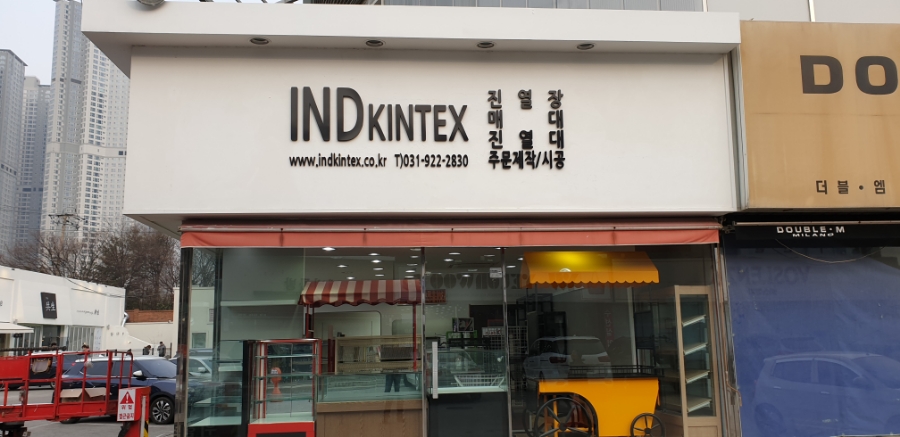 INDKINTEX
진 열 장
매 대
진 열 대
www.indkintex.co.kr T)031-922-2830
주문제작/시공
DO
더블·엠
DOUBLE·M
MILANO